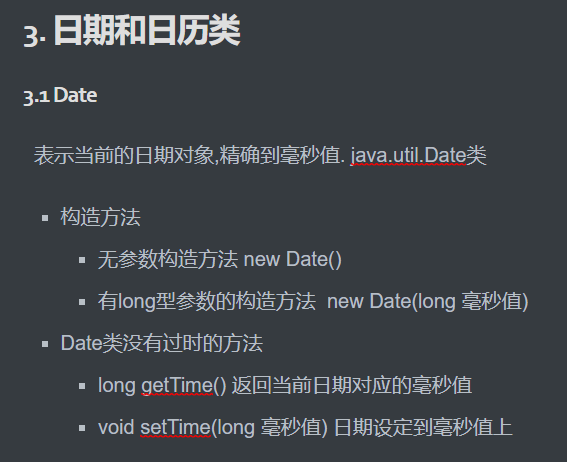 3. 日期和日历类
3.1 Date
表示当前的日期对象,精确到毫秒值. java.util.Date类
构造方法
无参数构造方法 new Date()
有long型参数的构造方法  new Date(long 毫秒值)
Date类没有过时的方法
long getTime() 返回当前日期对应的毫秒值
void setTime(long 毫秒值) 日期设定到毫秒值上